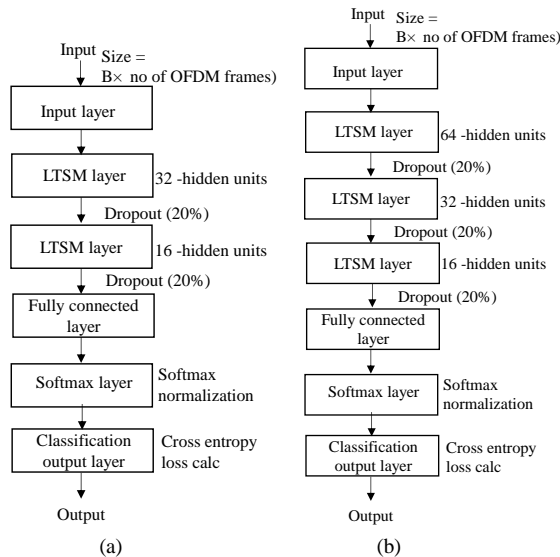 Input
Size =
B× no of OFDM frames)
Input layer
LTSM layer
32 -hidden units
Dropout (20%)
LTSM layer
16 -hidden units
Dropout (20%)
Fully connected
layer
Softmax layer
Softmax
normalization
Classification
output layer
Cross entropy
loss calc
Output
(a)
Input
Size =
B× no of OFDM frames)
Input layer
LTSM layer
64 -hidden units
Dropout (20%)
LTSM layer
32 -hidden units
Dropout (20%)
LTSM layer
16 -hidden units
Dropout (20%)
Fully connected
layer
Softmax layer
Softmax
normalization
Classification
output layer
Cross entropy
loss calc
Output
(b)